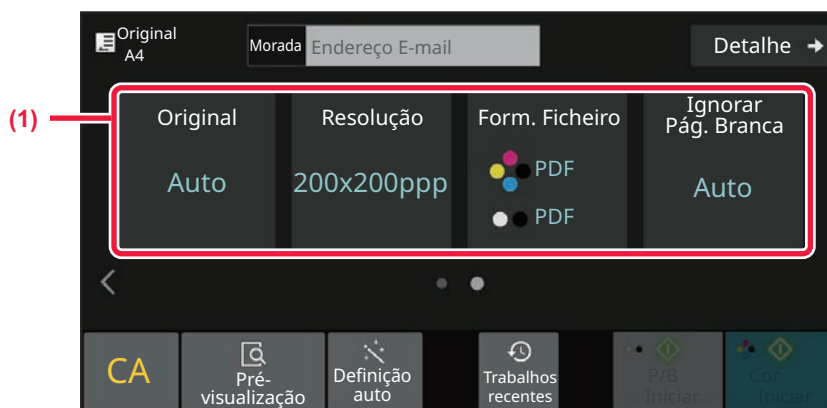 Original
A4
Morada
Endereço E-mail
Detalhe
(1)
Original
Resolução
Form. Ficheiro
Ignorar
Pág. Branca
Auto
200x200ppp
PDF
PDF
Auto
CA
Pré-
visualização
Definição
auto
Trabalhos
recentes
P/B
Iniciar
Cor
Iniciar